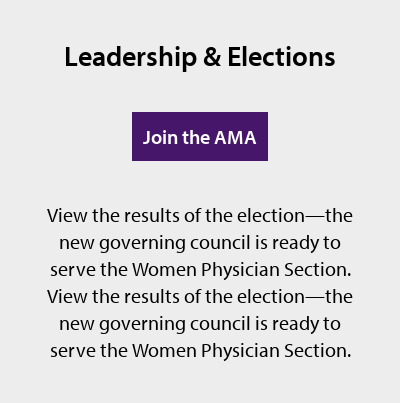 Leadership & Elections
Join the AMA
View the results of the election—the
new governing council is ready to
serve the Women Physician Section.
View the results of the election—the
new governing council is ready to
serve the Women Physician Section.